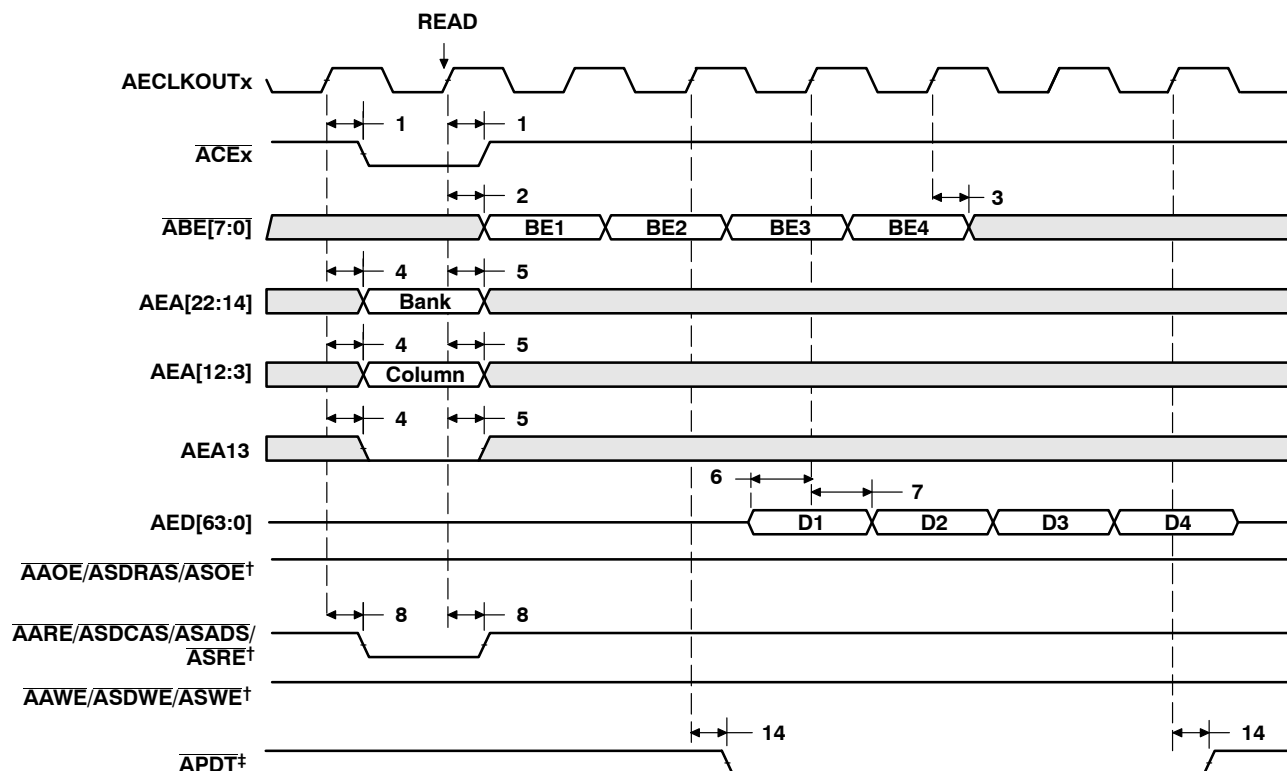 READ
AECLKOUTx
1 1
ACEx
2 3
ABE[7:0] BE1 BE2 BE3 BE4
4 5
AEA[22:14] Bank
4 5
AEA[12:3] Column
4 5
AEA13
6 7
AED[63:0] D1 D2 D3 D4
AAOE/ASDRAS/ASOE†
8 8
AARE/ASDCAS/ASADS/
ASRE†
AAWE/ASDWE/ASWE†
14 14
APDT‡